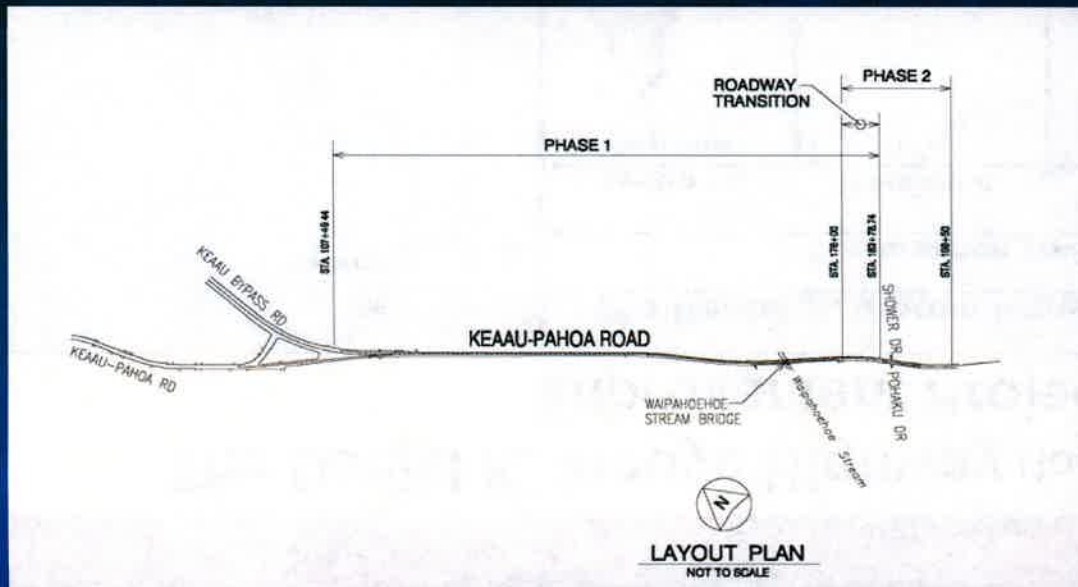 PHASE 2
ROADWAY
TRANSITION
PHASE 1
STA. 107+49.44
STA. 178+00
STA. 183+78.74
STA. 198+50
KEAAU BYPASS RD
KEAAU-PAHOA RD
KEAAU-PAHOA ROAD
SHOWER DR
POHAKU DR
WAIPAHOEHOE
STREAM BRIDGE
Waipahoehoe Stream
N
LAYOUT PLAN
NOT TO SCALE